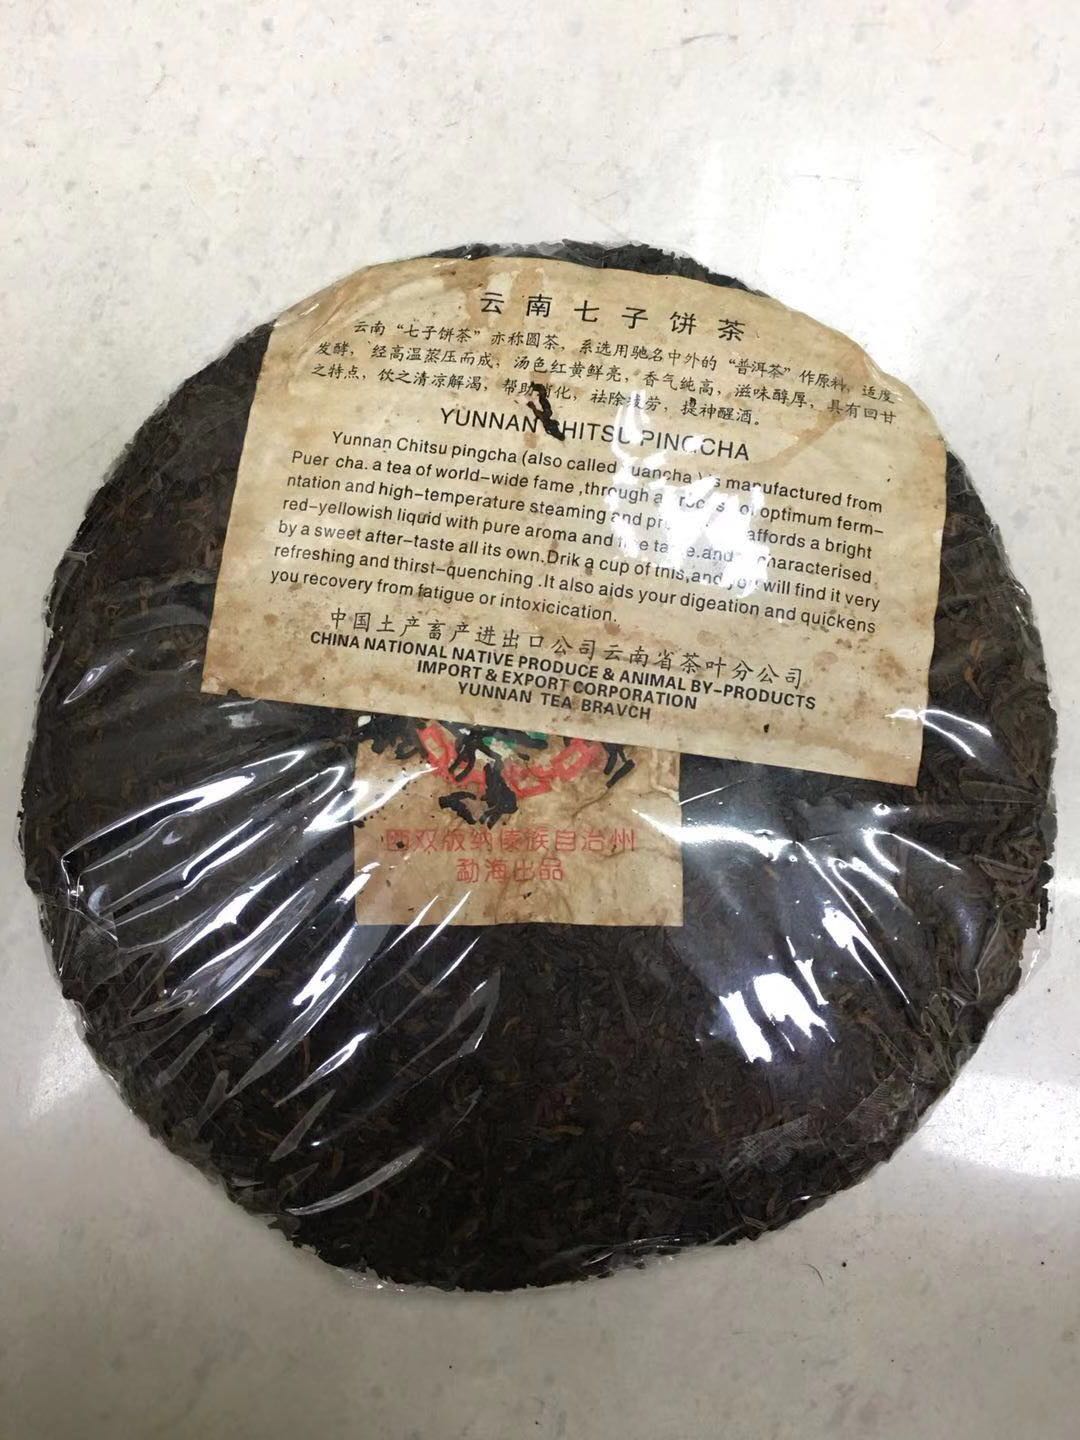 云南七子饼茶
云南“七子饼茶”亦称圆茶，系选用驰名中外的“普洱茶”作原料，适度
发酵，经高温蒸压而成，汤色红黄鲜亮，香气纯高，滋味醇厚，具有回甘
之特点，饮之清凉解渴，帮助消化，祛除疲劳，提神醒酒。
YUNNAN CHITSU PINGCHA
Yunnan Chitsu pingcha (also called uancha) is manufactured from
Puer cha. a tea of world-wide fame ,through a of optimum ferm-
ntation and high-temperature steaming and affords a bright
red-yellowish liquid with pure aroma and fine taste.and characterised
by a sweet after-taste all its own.Drik a cup of this,and you will find it very
refreshing and thirst-quenching .It also aids your digeation and quickens
you recovery from fatigue or intoxicication.
中国土产畜产进出口公司云南省茶叶分公司
CHINA NATIONAL NATIVE PRODUCE & ANIMAL BY-PRODUCTS
IMPORT & EXPORT CORPORATION
YUNNAN TEA BRAVCH
西双版纳傣族自治州
勐海出品